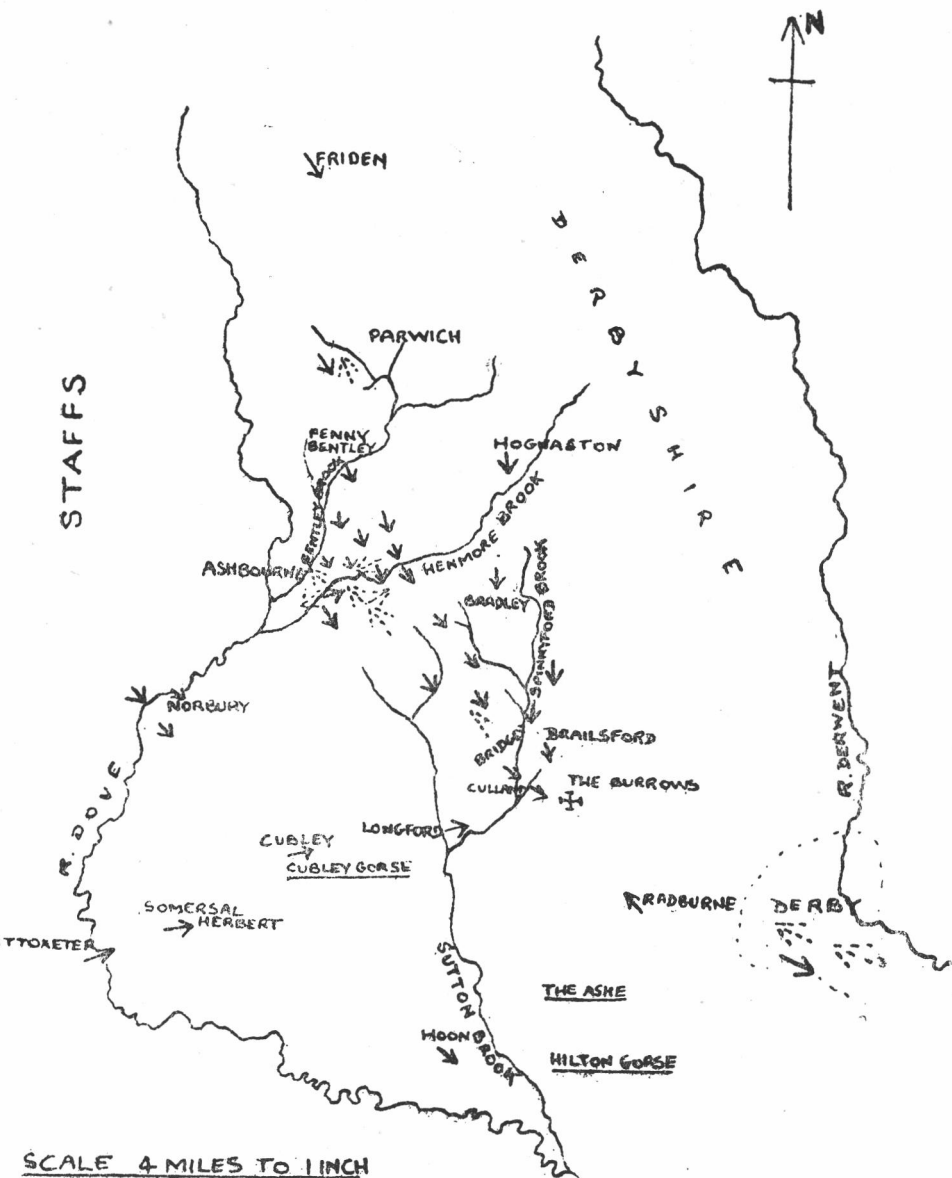 N
FRIDEN
DERBYSHIRE
PARWICH
STAFFS
FENNY
BENTLEY
HOGNASTON
BENTLEY BROOK
HENMORE BROOK
ASHBOURNE
BRADLEY
SPINNYFORD BROOK
NORBURY
BRAILSFORD
R. DERWENT
BRIDGE
CULLAND
THE BURROWS
R. DOVE
LONGFORD
CUBLEY
CUBLEY GORSE
RADBURNE
DERBY
SOMERSAL
HERBERT
TTOXETER
SUTTON BROOK
THE ASHE
HOON
HILTON GORSE
SCALE 4 MILES TO 1 INCH